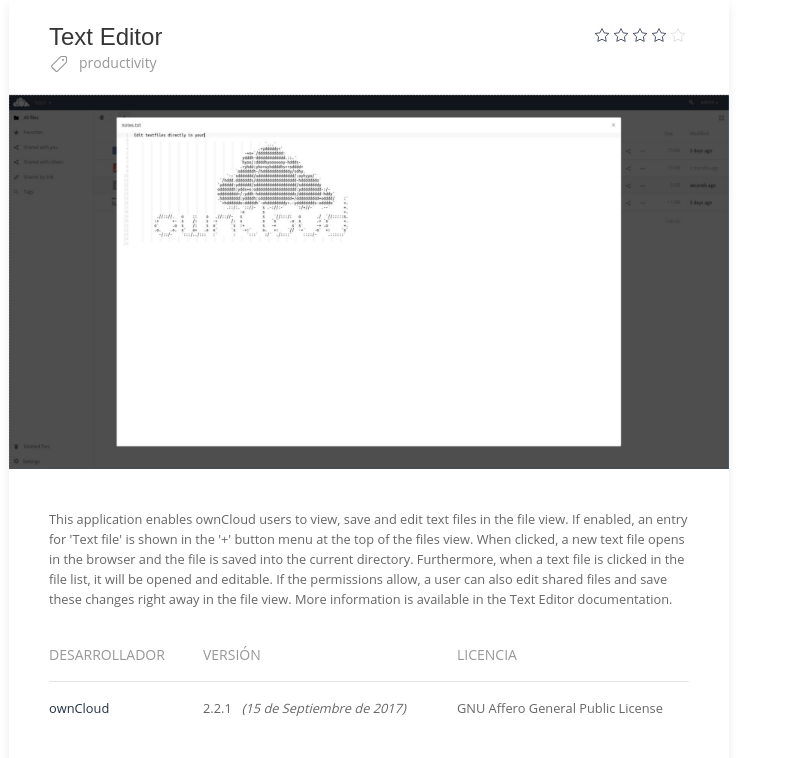 Text Editor
productivity
All files
Edit textfiles directly in your
ownCloud
This application enables ownCloud users to view, save and edit text files in the file view. If enabled, an entry
for 'Text file' is shown in the '+' button menu at the top of the files view. When clicked, a new text file opens
in the browser and the file is saved into the current directory. Furthermore, when a text file is clicked in the
file list, it will be opened and editable. If the permissions allow, a user can also edit shared files and save
these changes right away in the file view. More information is available in the Text Editor documentation.
DESARROLLADOR VERSIÓN LICENCIA
ownCloud 2.2.1 (15 de Septiembre de 2017) GNU Affero General Public License